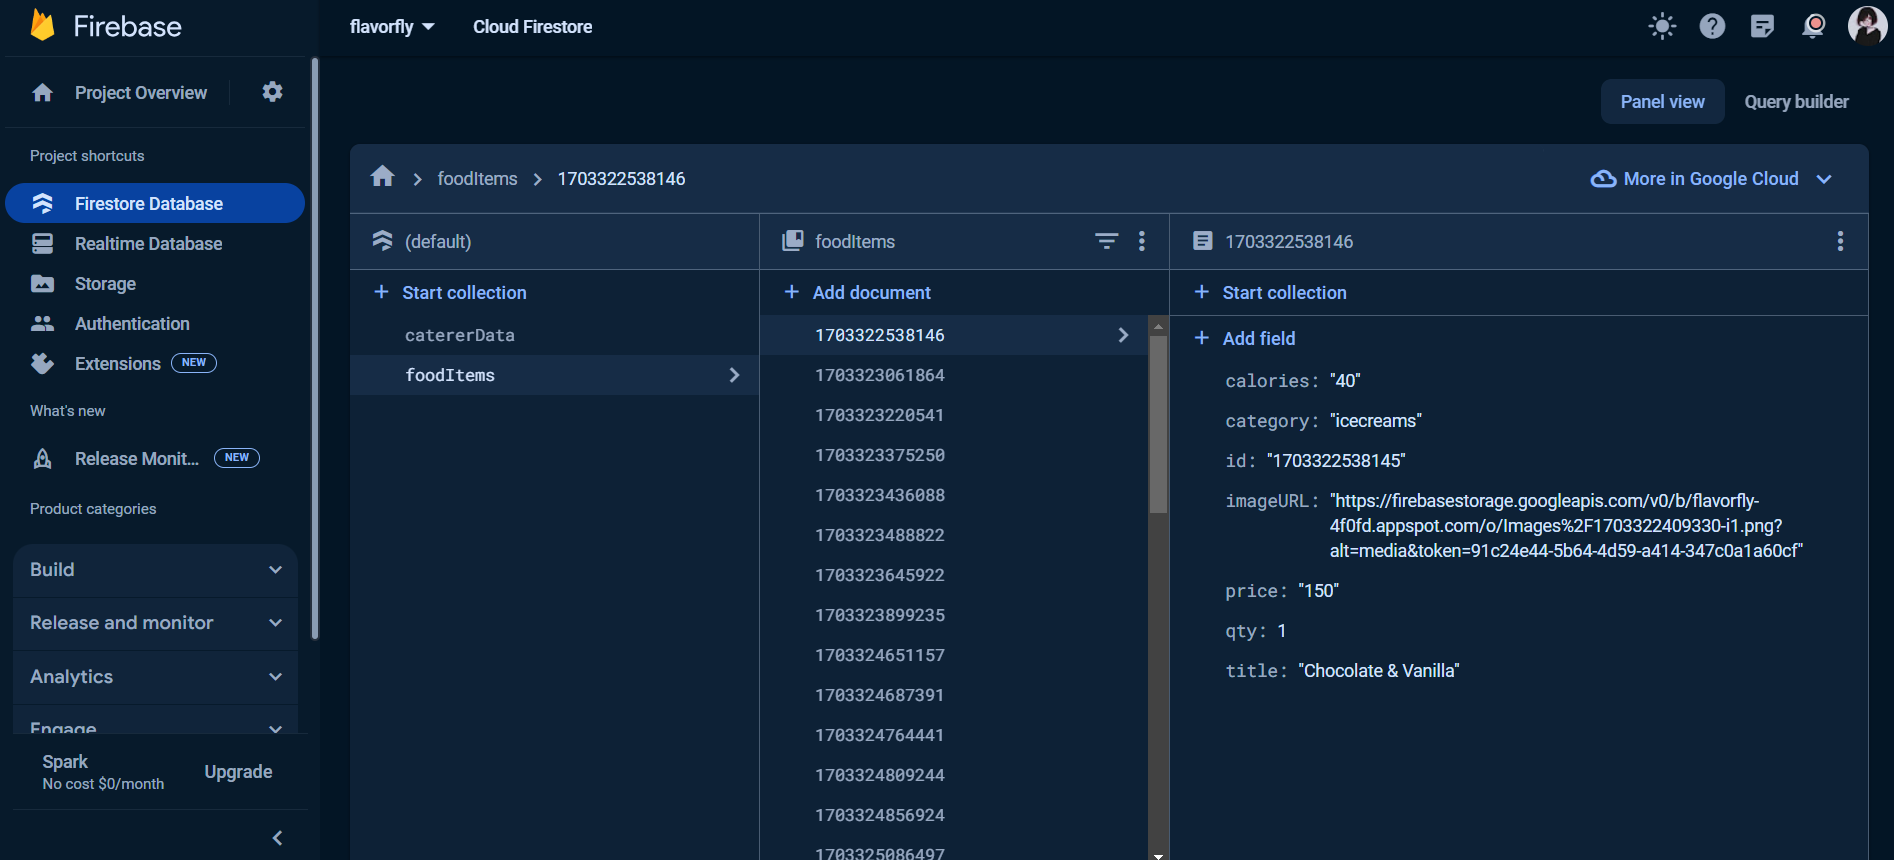 Firebase
flavorfly
Cloud Firestore
Project Overview
Project shortcuts
Firestore Database
Realtime Database
Storage
Authentication
Extensions NEW
What's new
Release Monit... NEW
Product categories
Build
Release and monitor
Analytics
Engage
Spark
No cost $0/month
Upgrade
Panel view
Query builder
foodItems
1703322538146
More in Google Cloud
(default)
Start collection
catererData
foodItems
foodItems
Add document
1703322538146
1703323061864
1703323220541
1703323375250
1703323436088
1703323488822
1703323645922
1703323899235
1703324651157
1703324687391
1703324764441
1703324809244
1703324856924
1703325086497
1703322538146
Start collection
Add field
calories: "40"
category: "icecreams"
id: "1703322538145"
imageURL: "https://firebasestorage.googleapis.com/v0/b/flavorfly-
4f0fd.appspot.com/o/Images%2F1703322409330-i1.png?
alt=media&token=91c24e44-5b64-4d59-a414-347c0a1a60cf"
price: "150"
qty: 1
title: "Chocolate & Vanilla"